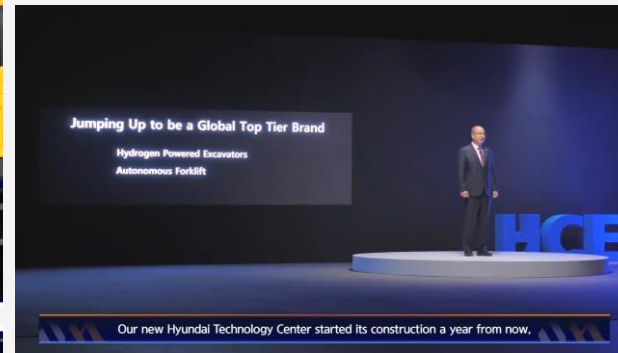 Jumping Up to be a Global Top Tier Brand
Hydrogen Powered Excavators
Autonomous Forklift
HCE
Our new Hyundai Technology Center started its construction a year from now,